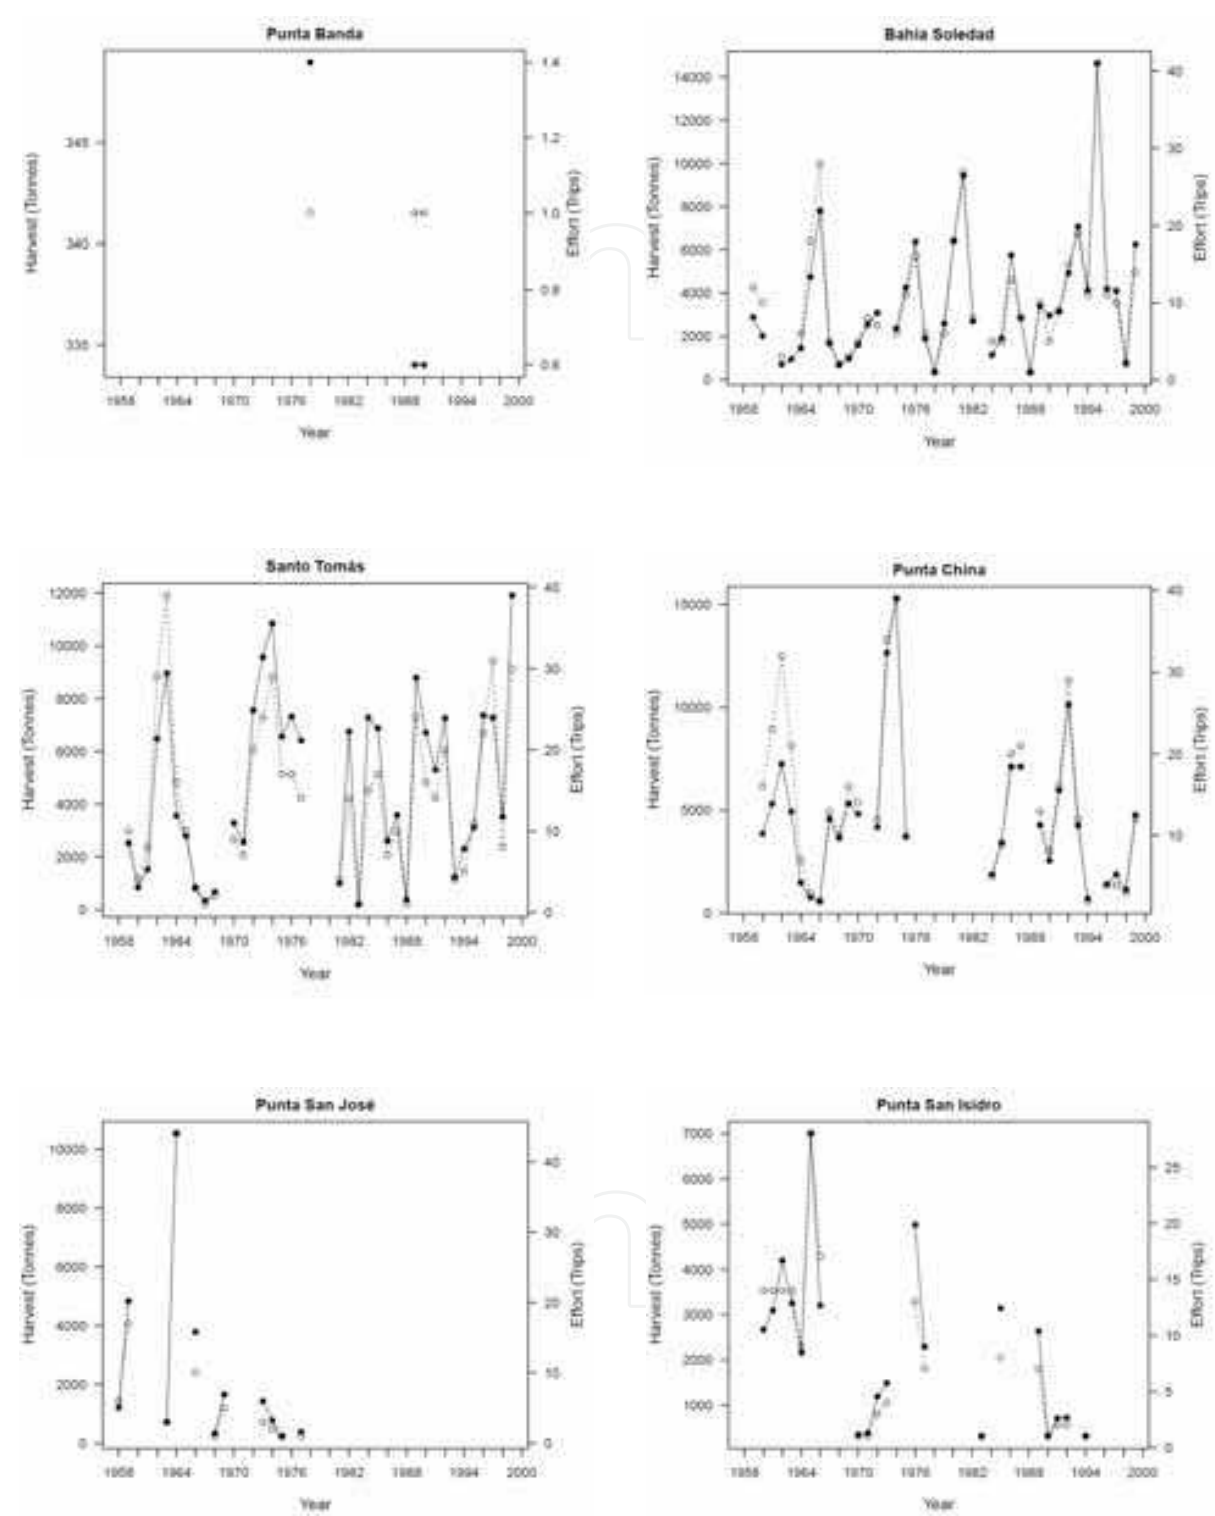 Punta Banda
345
340
335
1.4
1.2
1.0
0.8
0.6
Harvest (Tonnes)
Effort (Trips)
1958 1964 1970 1976 1982 1988 1994 2000
Year
Bahía Soledad
14000
12000
10000
8000
6000
4000
2000
0
40
30
20
10
0
Harvest (Tonnes)
Effort (Trips)
1958 1964 1970 1976 1982 1988 1994 2000
Year
Santo Tomás
12000
10000
8000
6000
4000
2000
0
40
30
20
10
0
Harvest (Tonnes)
Effort (Trips)
1958 1964 1970 1976 1982 1988 1994 2000
Year
Punta China
15000
10000
5000
0
40
30
20
10
Harvest (Tonnes)
Effort (Trips)
1958 1964 1970 1976 1982 1988 1994 2000
Year
Punta San José
10000
8000
6000
4000
2000
0
40
30
20
10
0
Harvest (Tonnes)
Effort (Trips)
1958 1964 1970 1976 1982 1988 1994 2000
Year
Punta San Isidro
7000
6000
5000
4000
3000
2000
1000
25
20
15
10
5
0
Harvest (Tonnes)
Effort (Trips)
1958 1964 1970 1976 1982 1988 1994 2000
Year